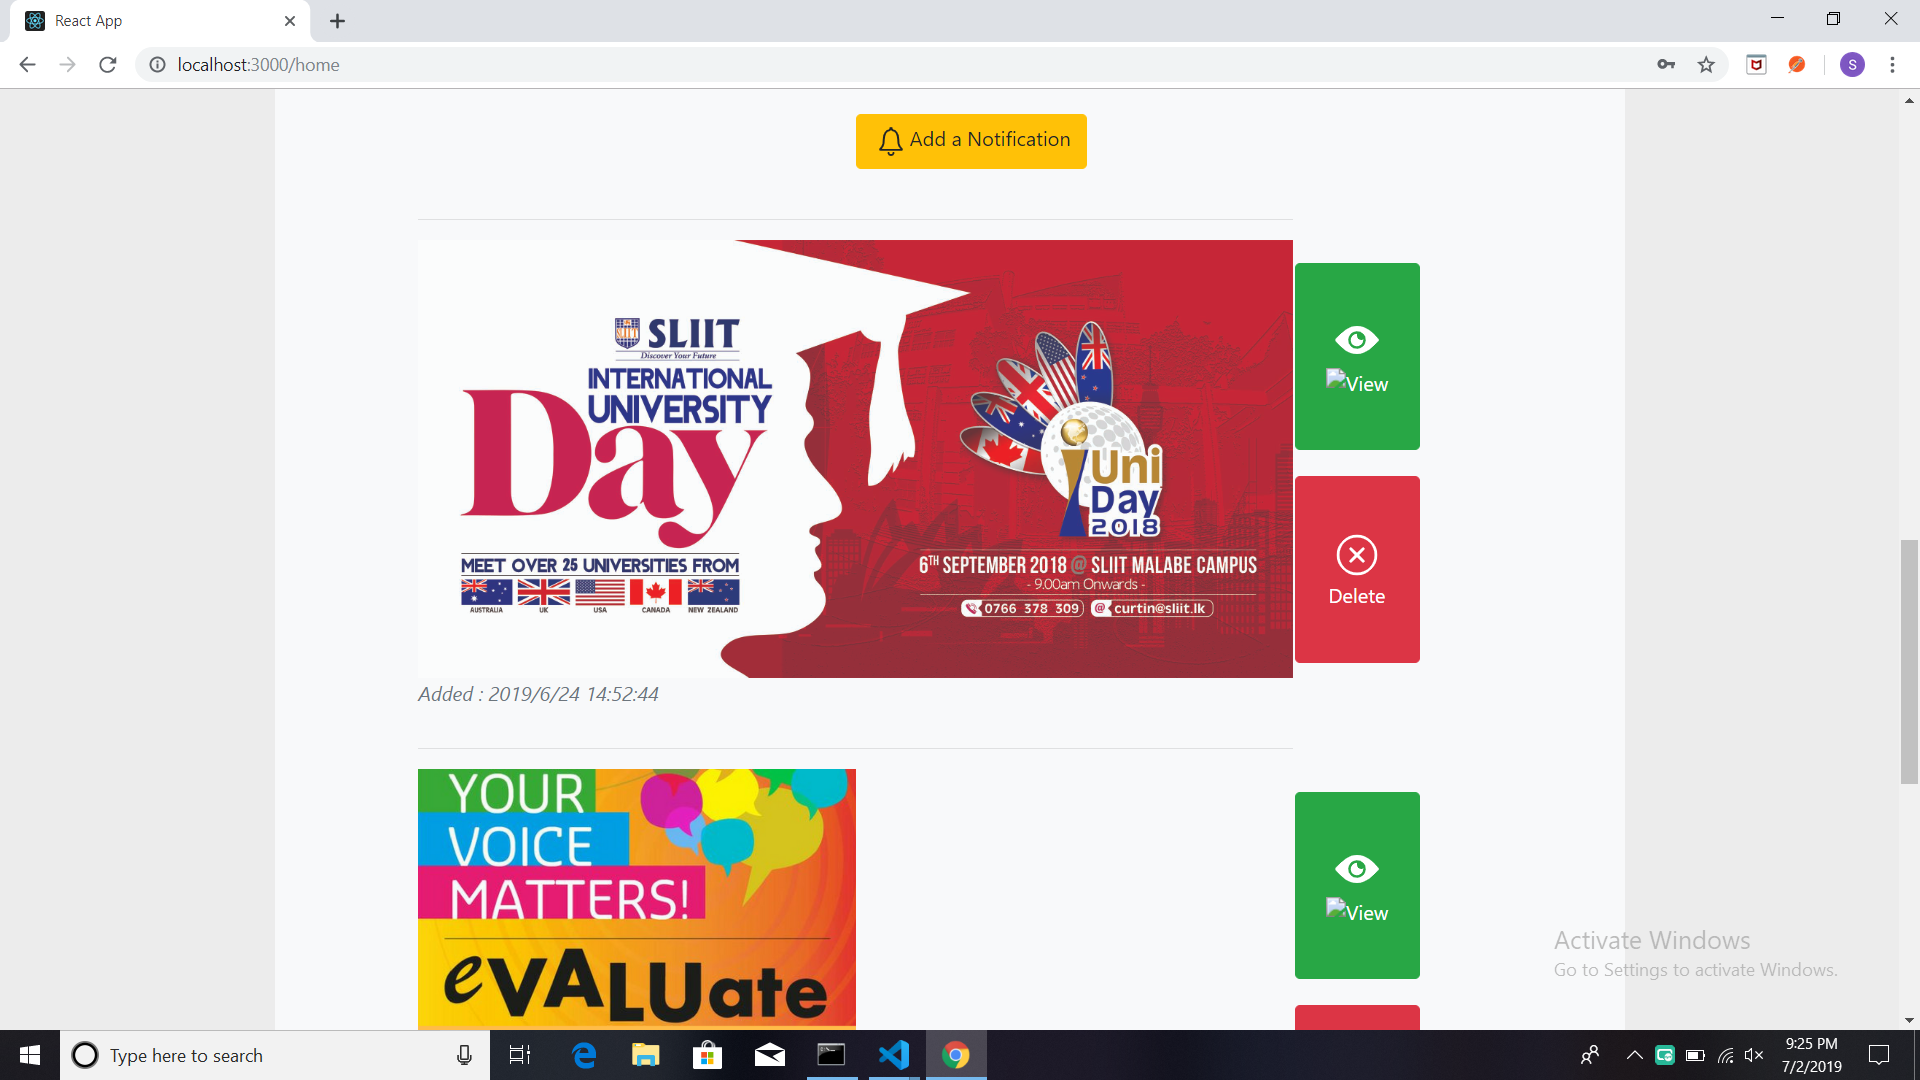 React App
localhost:3000/home
S
Add a Notification
SLIIT
Discover Your Future
INTERNATIONAL
UNIVERSITY
Day
MEET OVER 25 UNIVERSITIES FROM
AUSTRALIA UK USA CANADA NEW ZEALAND
Uni
Day
2018
6TH SEPTEMBER 2018 @ SLIIT MALABE CAMPUS
- 9.00am Onwards -
0766 378 309 @ curtin@sliit.lk
View
Delete
Added : 2019/6/24 14:52:44
YOUR
VOICE
MATTERS!
eVALUate
View
Activate Windows
Go to Settings to activate Windows.
Type here to search
9:25 PM
7/2/2019